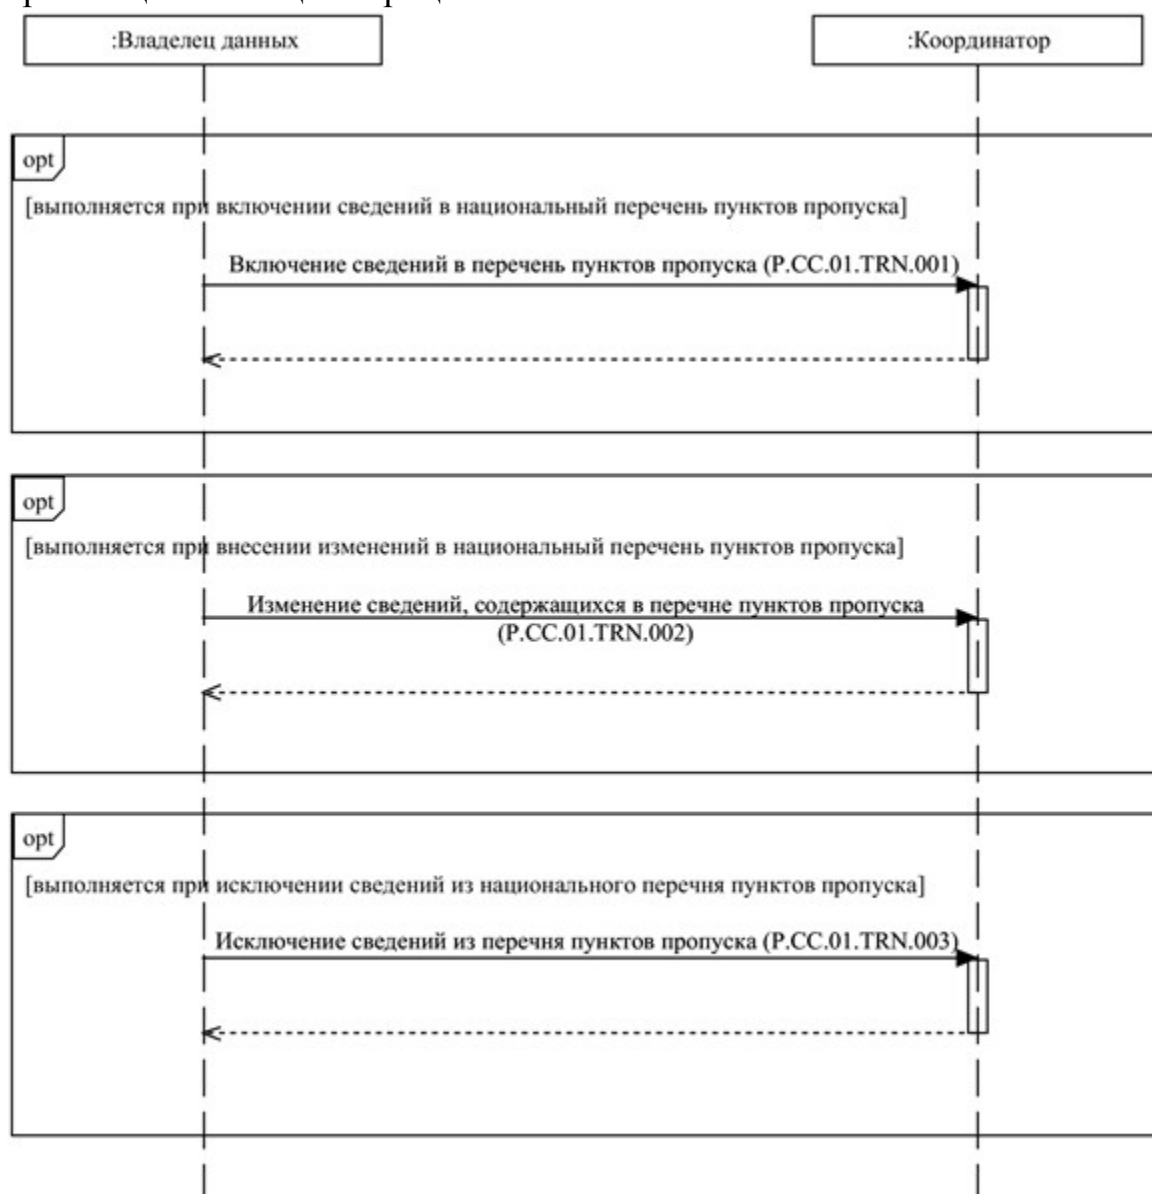 :Владелец данных
:Координатор
opt
[выполняется при включении сведений в национальный перечень пунктов пропуска]
Включение сведений в перечень пунктов пропуска (P.CC.01.TRN.001)
opt
[выполняется при внесении изменений в национальный перечень пунктов пропуска]
Изменение сведений, содержащихся в перечне пунктов пропуска
(P.CC.01.TRN.002)
opt
[выполняется при исключении сведений из национального перечня пунктов пропуска]
Исключение сведений из перечня пунктов пропуска (P.CC.01.TRN.003)